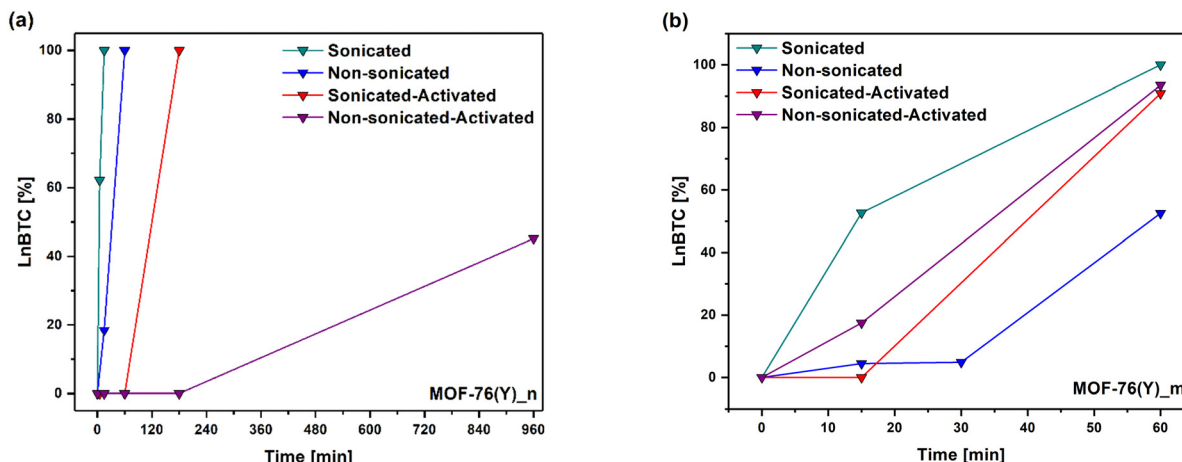 (a)
LnBTC [%]
100
80
60
40
20
0
Sonicated
Non-sonicated
Sonicated-Activated
Non-sonicated-Activated
MOF-76(Y)_n
0 120 240 360 480 600 720 840 960
Time [min]
(b)
LnBTC [%]
100
80
60
40
20
0
Sonicated
Non-sonicated
Sonicated-Activated
Non-sonicated-Activated
MOF-76(Y)_m
0 10 20 30 40 50 60
Time [min]